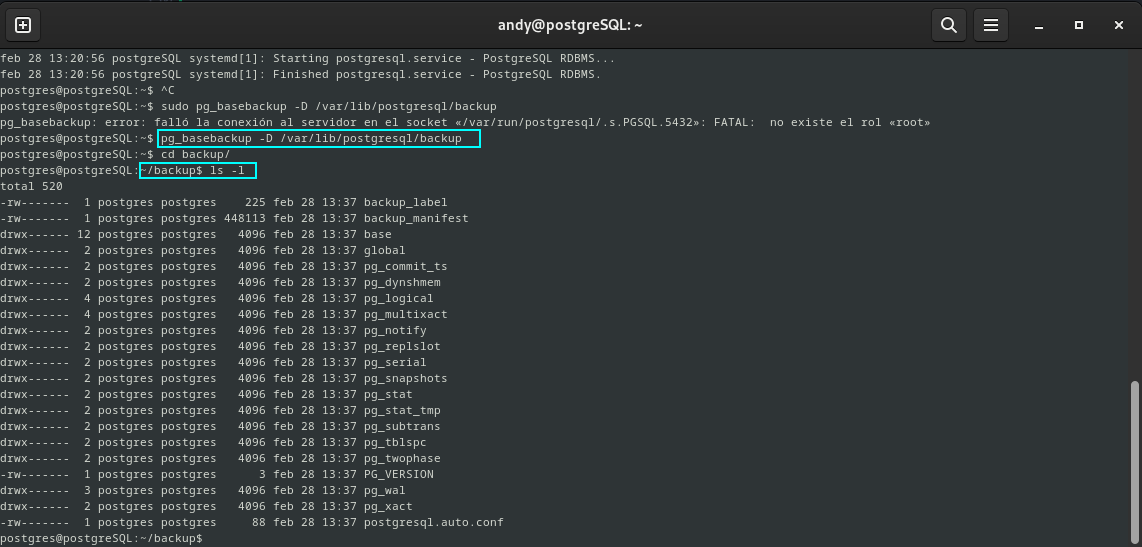 andy@postgreSQL: ~
feb 28 13:20:56 postgreSQL systemd[1]: Starting postgresql.service - PostgreSQL RDBMS...
feb 28 13:20:56 postgreSQL systemd[1]: Finished postgresql.service - PostgreSQL RDBMS.
postgres@postgreSQL:~$ ^C
postgres@postgreSQL:~$ sudo pg_basebackup -D /var/lib/postgresql/backup
pg_basebackup: error: falló la conexión al servidor en el socket «/var/run/postgresql/.s.PGSQL.5432»: FATAL:  no existe el rol «root»
postgres@postgreSQL:~$ pg_basebackup -D /var/lib/postgresql/backup
postgres@postgreSQL:~$ cd backup/
postgres@postgreSQL:~/backup$ ls -l
total 520
-rw-------  1 postgres postgres    225 feb 28 13:37 backup_label
-rw-------  1 postgres postgres 448113 feb 28 13:37 backup_manifest
drwx------ 12 postgres postgres   4096 feb 28 13:37 base
drwx------  2 postgres postgres   4096 feb 28 13:37 global
drwx------  2 postgres postgres   4096 feb 28 13:37 pg_commit_ts
drwx------  2 postgres postgres   4096 feb 28 13:37 pg_dynshmem
drwx------  4 postgres postgres   4096 feb 28 13:37 pg_logical
drwx------  4 postgres postgres   4096 feb 28 13:37 pg_multixact
drwx------  2 postgres postgres   4096 feb 28 13:37 pg_notify
drwx------  2 postgres postgres   4096 feb 28 13:37 pg_replslot
drwx------  2 postgres postgres   4096 feb 28 13:37 pg_serial
drwx------  2 postgres postgres   4096 feb 28 13:37 pg_snapshots
drwx------  2 postgres postgres   4096 feb 28 13:37 pg_stat
drwx------  2 postgres postgres   4096 feb 28 13:37 pg_stat_tmp
drwx------  2 postgres postgres   4096 feb 28 13:37 pg_subtrans
drwx------  2 postgres postgres   4096 feb 28 13:37 pg_tblspc
drwx------  2 postgres postgres   4096 feb 28 13:37 pg_twophase
-rw-------  1 postgres postgres      3 feb 28 13:37 PG_VERSION
drwx------  3 postgres postgres   4096 feb 28 13:37 pg_wal
drwx------  2 postgres postgres   4096 feb 28 13:37 pg_xact
-rw-------  1 postgres postgres     88 feb 28 13:37 postgresql.auto.conf
postgres@postgreSQL:~/backup$